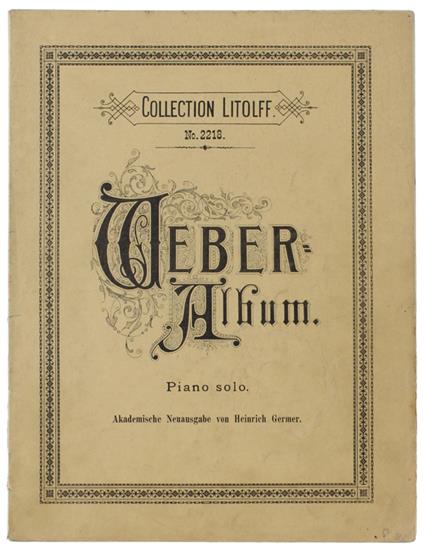 COLLECTION LITOLFF.
No. 2218.
WEBER=
Album.
Piano solo.
Akademische Neuausgabe von Heinrich Germer.